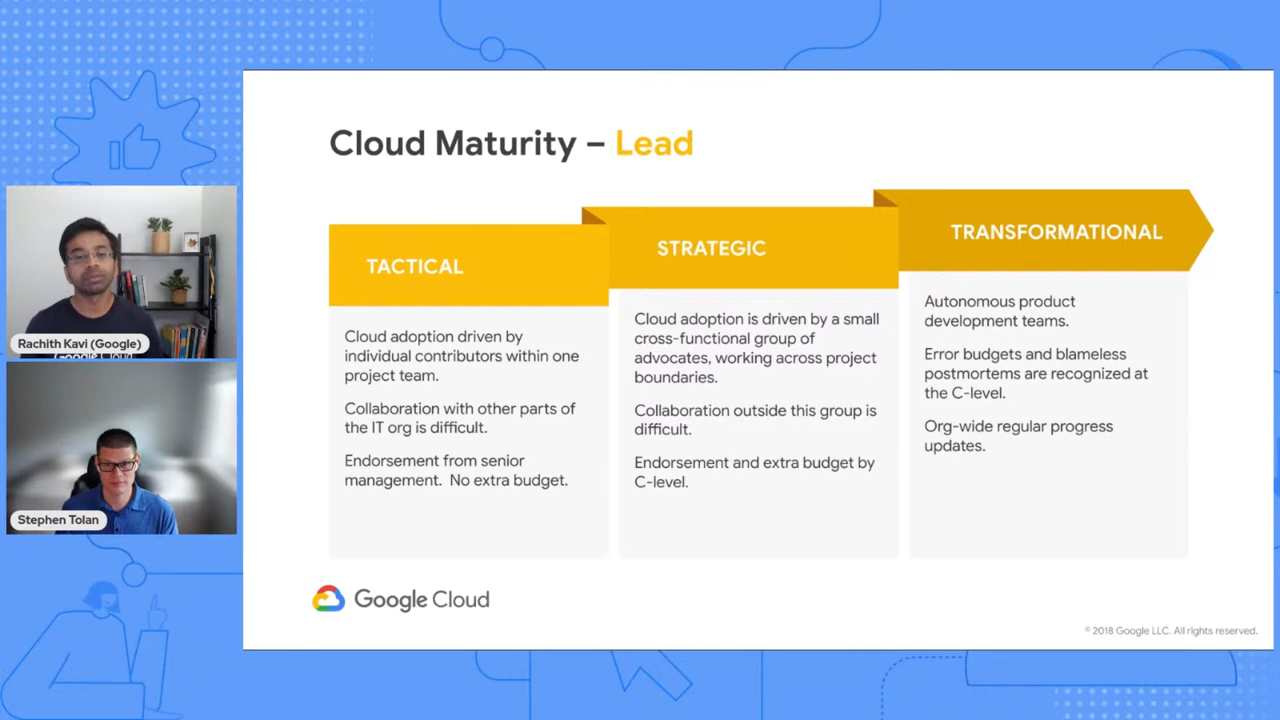 Cloud Maturity – Lead
TACTICAL
Cloud adoption driven by
individual contributors within one
project team.
Collaboration with other parts of
the IT org is difficult.
Endorsement from senior
management. No extra budget.
STRATEGIC
Cloud adoption is driven by a small
cross-functional group of
advocates, working across project
boundaries.
Collaboration outside this group is
difficult.
Endorsement and extra budget by
C-level.
TRANSFORMATIONAL
Autonomous product
development teams.
Error budgets and blameless
postmortems are recognized at
the C-level.
Org-wide regular progress
updates.
Google Cloud
© 2018 Google LLC. All rights reserved.
Rachith Kavi (Google)
Stephen Tolan